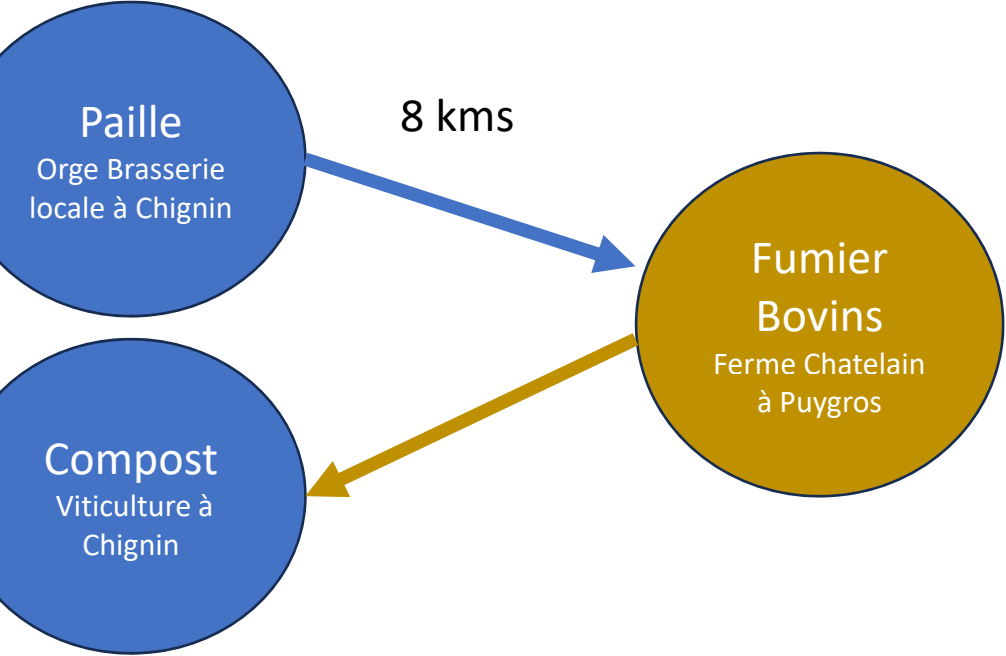 Paille
Orge Brasserie
locale à Chignin
8 kms
Fumier
Bovins
Ferme Chatelain
à Puygros
Compost
Viticulture à
Chignin